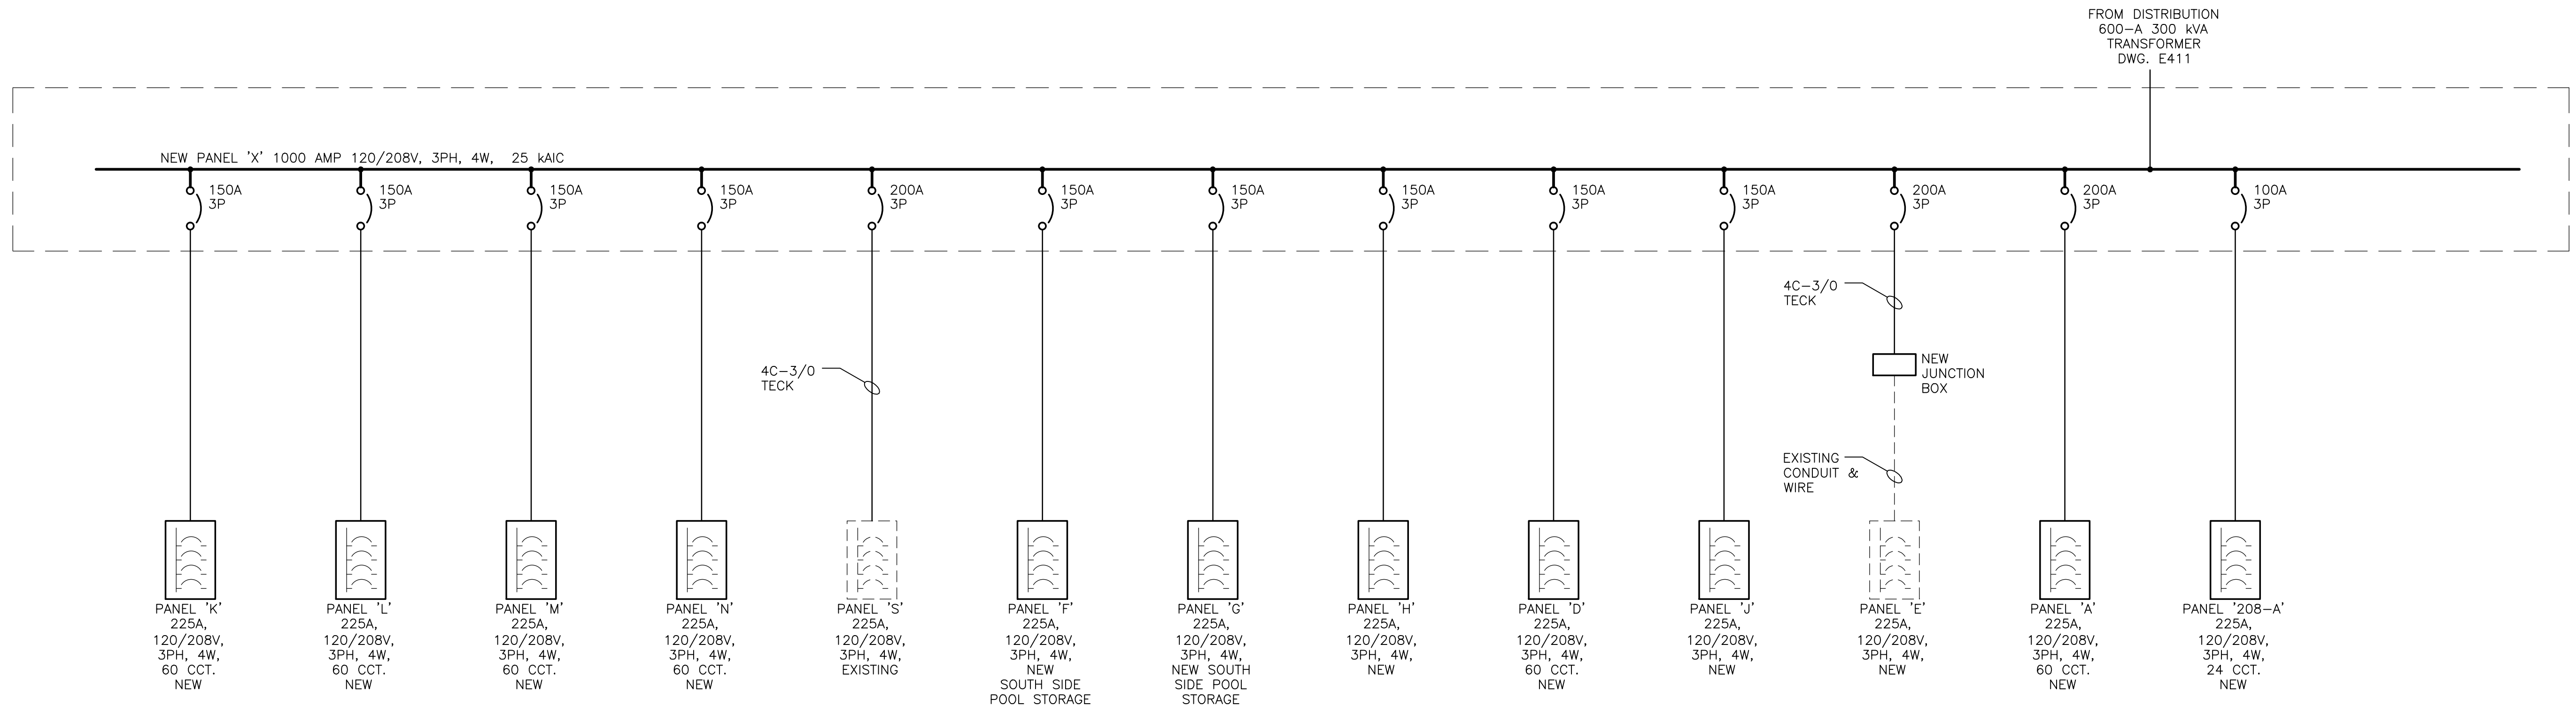 FROM DISTRIBUTION
600-A 300 kVA
TRANSFORMER
DWG. E411
NEW PANEL 'X' 1000 AMP 120/208V, 3PH, 4W, 25 kAIC
150A
3P
150A
3P
150A
3P
150A
3P
200A
3P
150A
3P
150A
3P
150A
3P
150A
3P
150A
3P
200A
3P
200A
3P
100A
3P
4C-3/0
TECK
4C-3/0
TECK
NEW
JUNCTION
BOX
EXISTING
CONDUIT &
WIRE
PANEL 'K'
225A,
120/208V,
3PH, 4W,
60 CCT.
NEW
PANEL 'L'
225A,
120/208V,
3PH, 4W,
60 CCT.
NEW
PANEL 'M'
225A,
120/208V,
3PH, 4W,
60 CCT.
NEW
PANEL 'N'
225A,
120/208V,
3PH, 4W,
60 CCT.
NEW
PANEL 'S'
225A,
120/208V,
3PH, 4W,
EXISTING
PANEL 'F'
225A,
120/208V,
3PH, 4W,
NEW
SOUTH SIDE
POOL STORAGE
PANEL 'G'
225A,
120/208V,
3PH, 4W,
NEW SOUTH
SIDE POOL
STORAGE
PANEL 'H'
225A,
120/208V,
3PH, 4W,
NEW
PANEL 'D'
225A,
120/208V,
3PH, 4W,
60 CCT.
NEW
PANEL 'J'
225A,
120/208V,
3PH, 4W,
NEW
PANEL 'E'
225A,
120/208V,
3PH, 4W,
NEW
PANEL 'A'
225A,
120/208V,
3PH, 4W,
60 CCT.
NEW
PANEL '208-A'
225A,
120/208V,
3PH, 4W,
24 CCT.
NEW